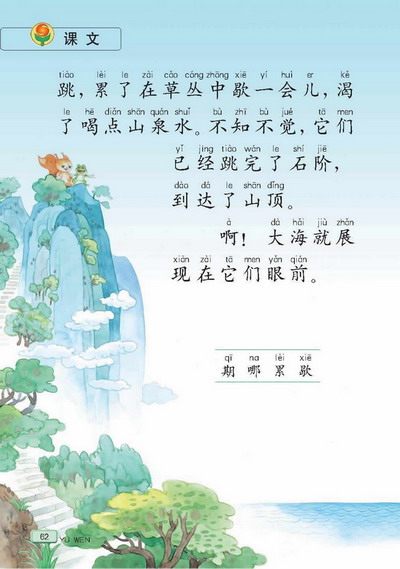 课文
tiào lèi le zài cǎo cóng zhōng xiē yí huì er kě
跳，累了在草丛中歇一会儿，渴
le hē diǎn shān quán shuǐ bù zhī bù jué tā men
了喝点山泉水。不知不觉，它们
yǐ jīng tiào wán le shí jiē
已经跳完了石阶，
dào dá le shān dǐng
到达了山顶。
à dà hǎi jiù zhǎn
啊！大海就展
xiàn zài tā men yǎn qián
现在它们眼前。
qī nǎ lèi xiē
期哪累歇
62
YU WEN